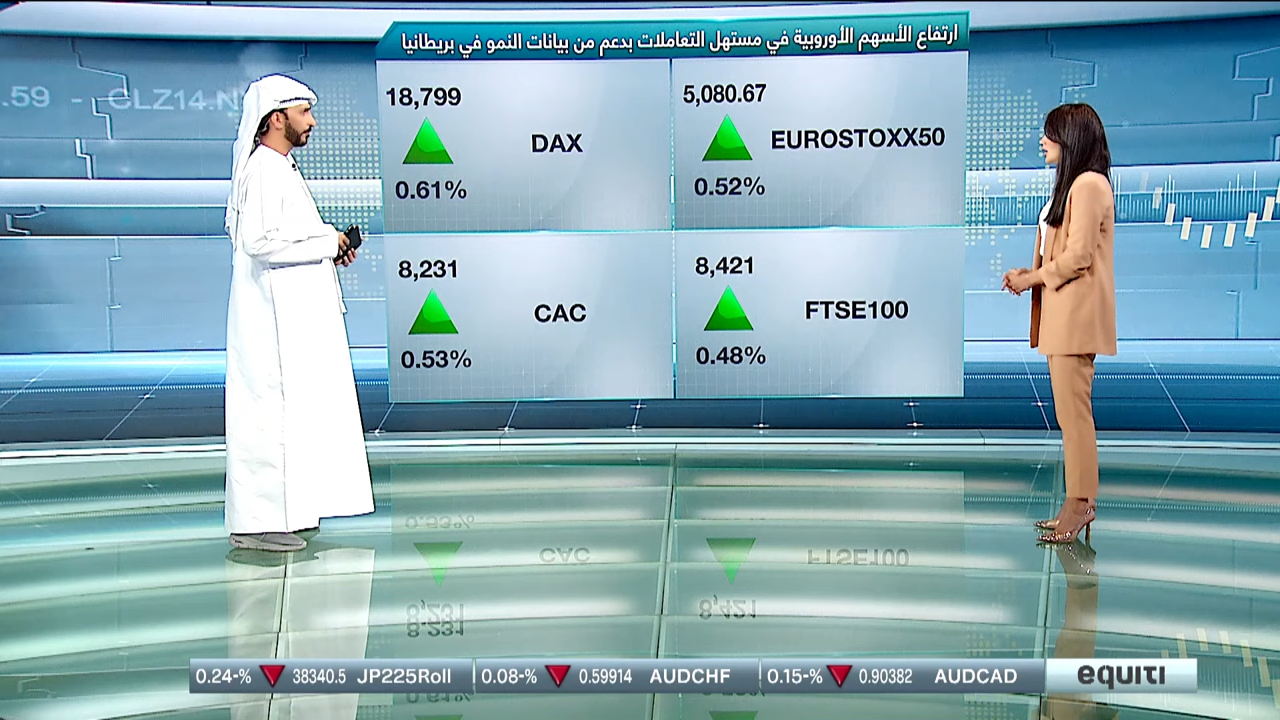 ارتفاع الأسهم الأوروبية في مستهل التعاملات بدعم من بيانات النمو في بريطانيا
18,799
DAX
0.61%
5,080.67
EUROSTOXX50
0.52%
8,231
CAC
0.53%
8,421
FTSE100
0.48%
.59 - CLZ14.N
0.24-% 38340.5 JP225Roll 0.08-% 0.59914 AUDCHF 0.15-% 0.90382 AUDCAD equiti